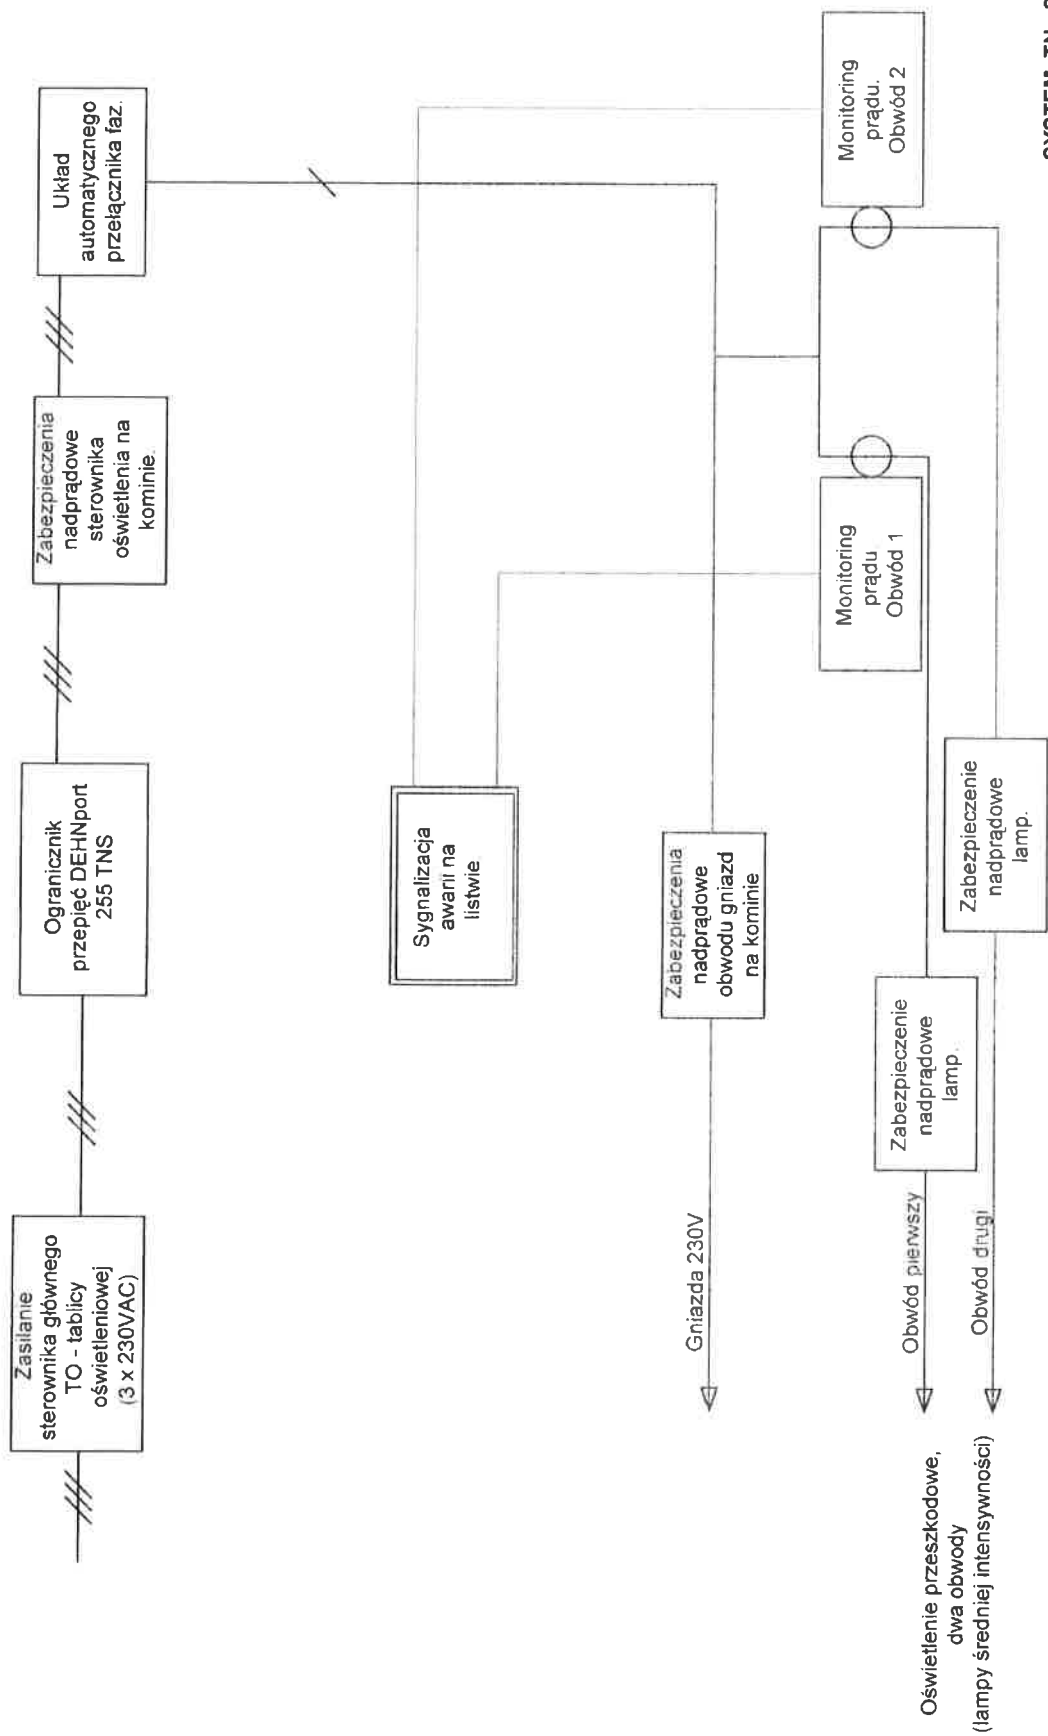 Zasilanie
sterownika głównego
TO - tablicy
oświetleniowej
(3 x 230VAC)
Ogranicznik
przepięć DEHNport
255 TNS
Zabezpieczenia
nadprądowe
sterownika
oświetlenia na
kominie.
Układ
automatycznego
przełącznika faz.
Sygnalizacja
awarii na
listwie
Gniazda 230V
Zabezpieczenia
nadprądowe
obwodu gniazd
na kominie
Monitoring
prądu
Obwód 1
Monitoring
prądu.
Obwód 2
Obwód pierwszy
Zabezpieczenie
nadprądowe
lamp.
Obwód drugi
Zabezpieczenie
nadprądowe
lamp.
Oświetlenie przeszkodowe,
dwa obwody
(lampy średniej intensywności)
SYSTEM TN